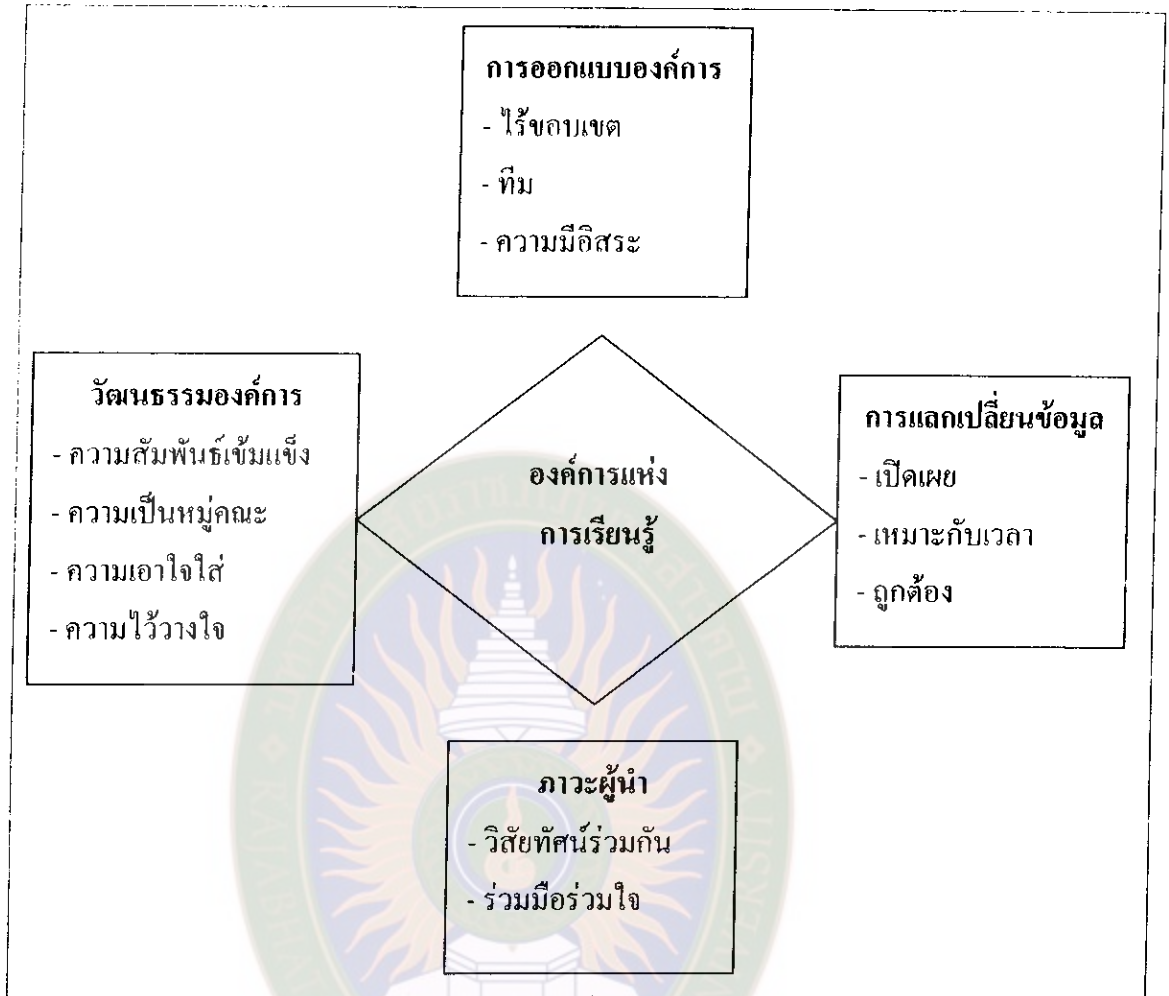 การออกแบบองค์การ
- ไร้ขอบเขต
- ทีม
- ความมีอิสระ
วัฒนธรรมองค์การ
- ความสัมพันธ์เข้มแข็ง
- ความเป็นหมู่คณะ
- ความเอาใจใส่
- ความไว้วางใจ
องค์การแห่ง
การเรียนรู้
การแลกเปลี่ยนข้อมูล
- เปิดเผย
- เหมาะกับเวลา
- ถูกต้อง
ภาวะผู้นำ
- วิสัยทัศน์ร่วมกัน
- ร่วมมือร่วมใจ